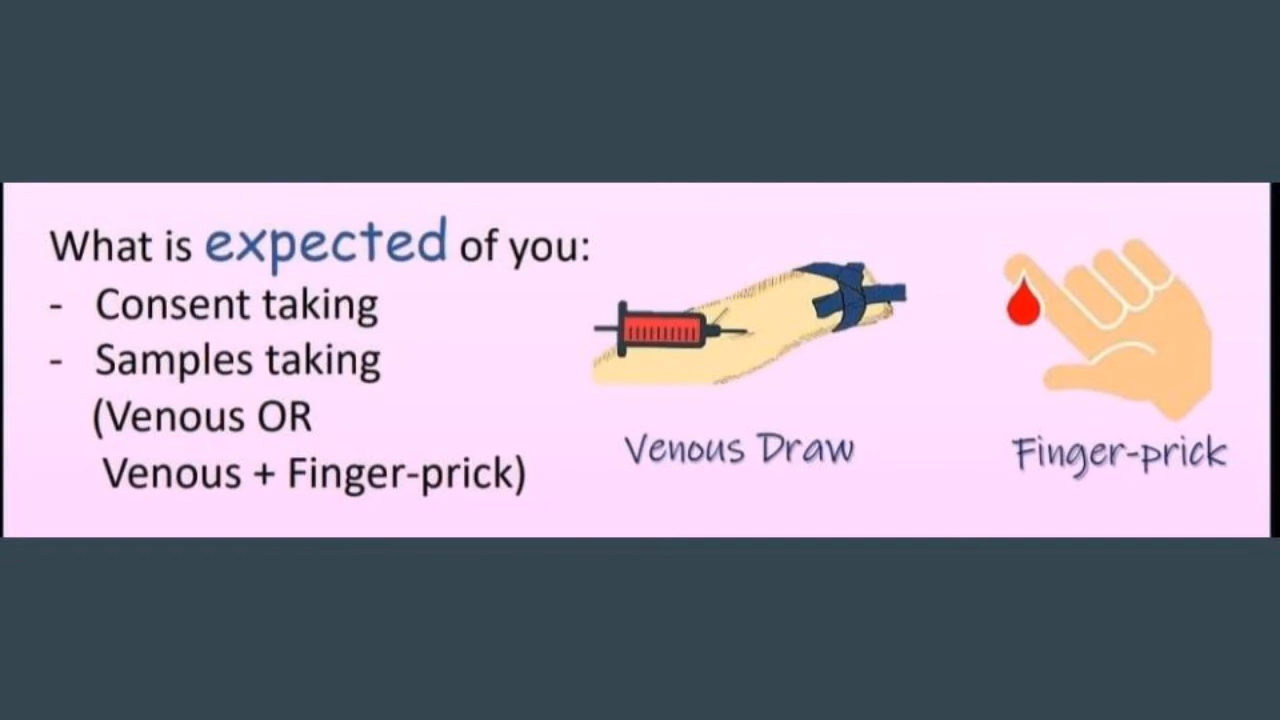 What is expected of you:
- Consent taking
- Samples taking
(Venous OR
Venous + Finger-prick)
Venous Draw
Finger-prick